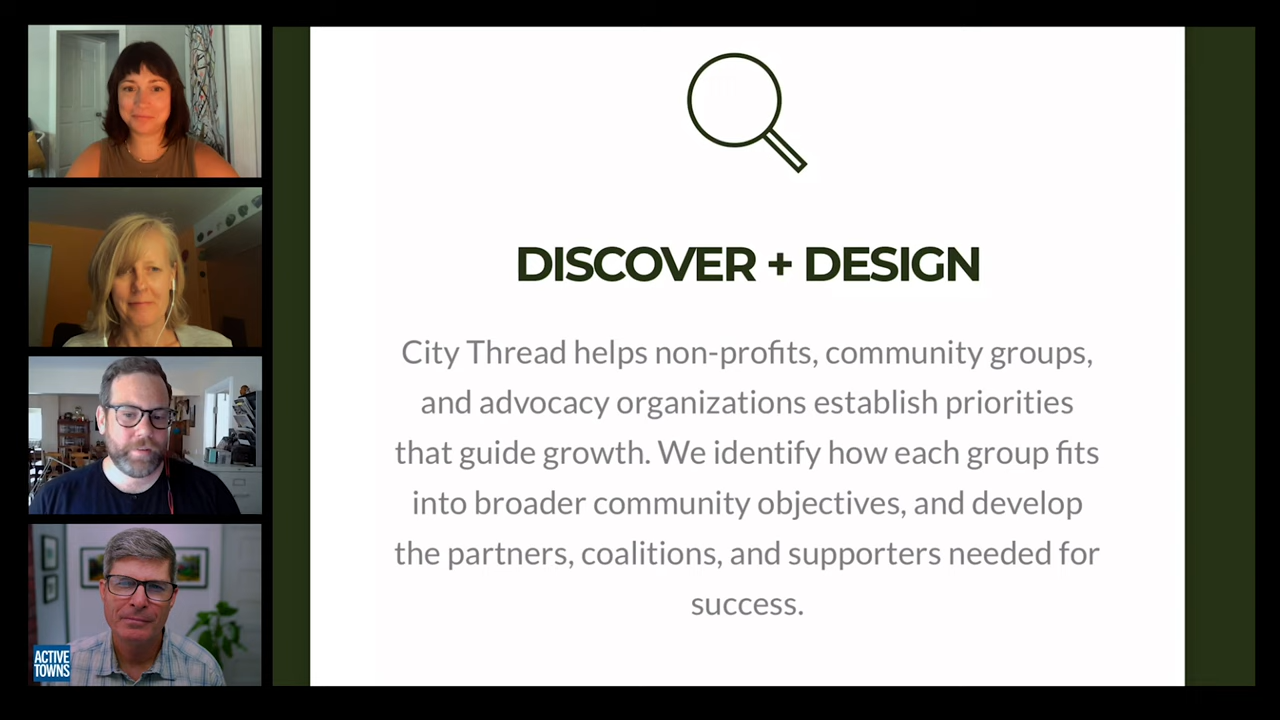 DISCOVER + DESIGN
City Thread helps non-profits, community groups,
and advocacy organizations establish priorities
that guide growth. We identify how each group fits
into broader community objectives, and develop
the partners, coalitions, and supporters needed for
success.
ACTIVE
TOWNS